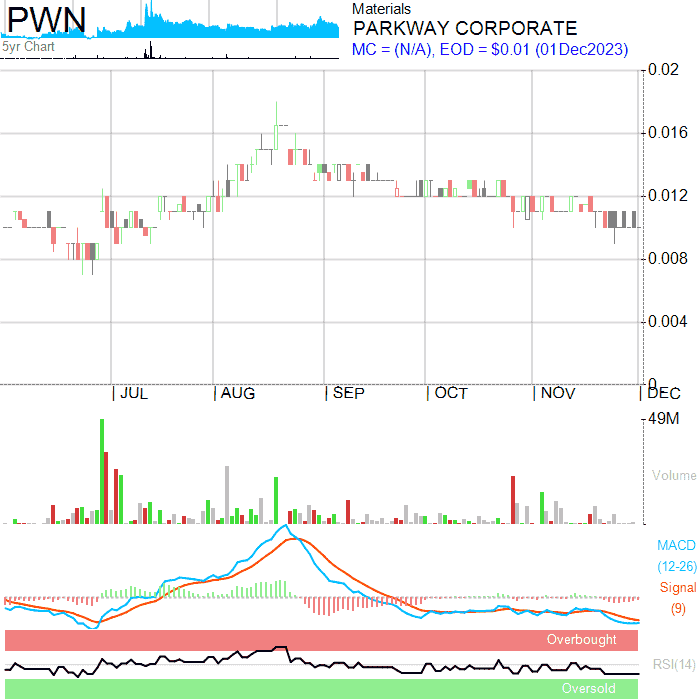 PWN
5yr Chart
Materials
PARKWAY CORPORATE
MC = (N/A), EOD = $0.01 (01Dec2023)
0.02
0.016
0.012
0.008
0.004
0
JUL AUG SEP OCT NOV DEC
49M
Volume
MACD
(12-26)
Signal
(9)
Overbought
RSI(14)
Oversold